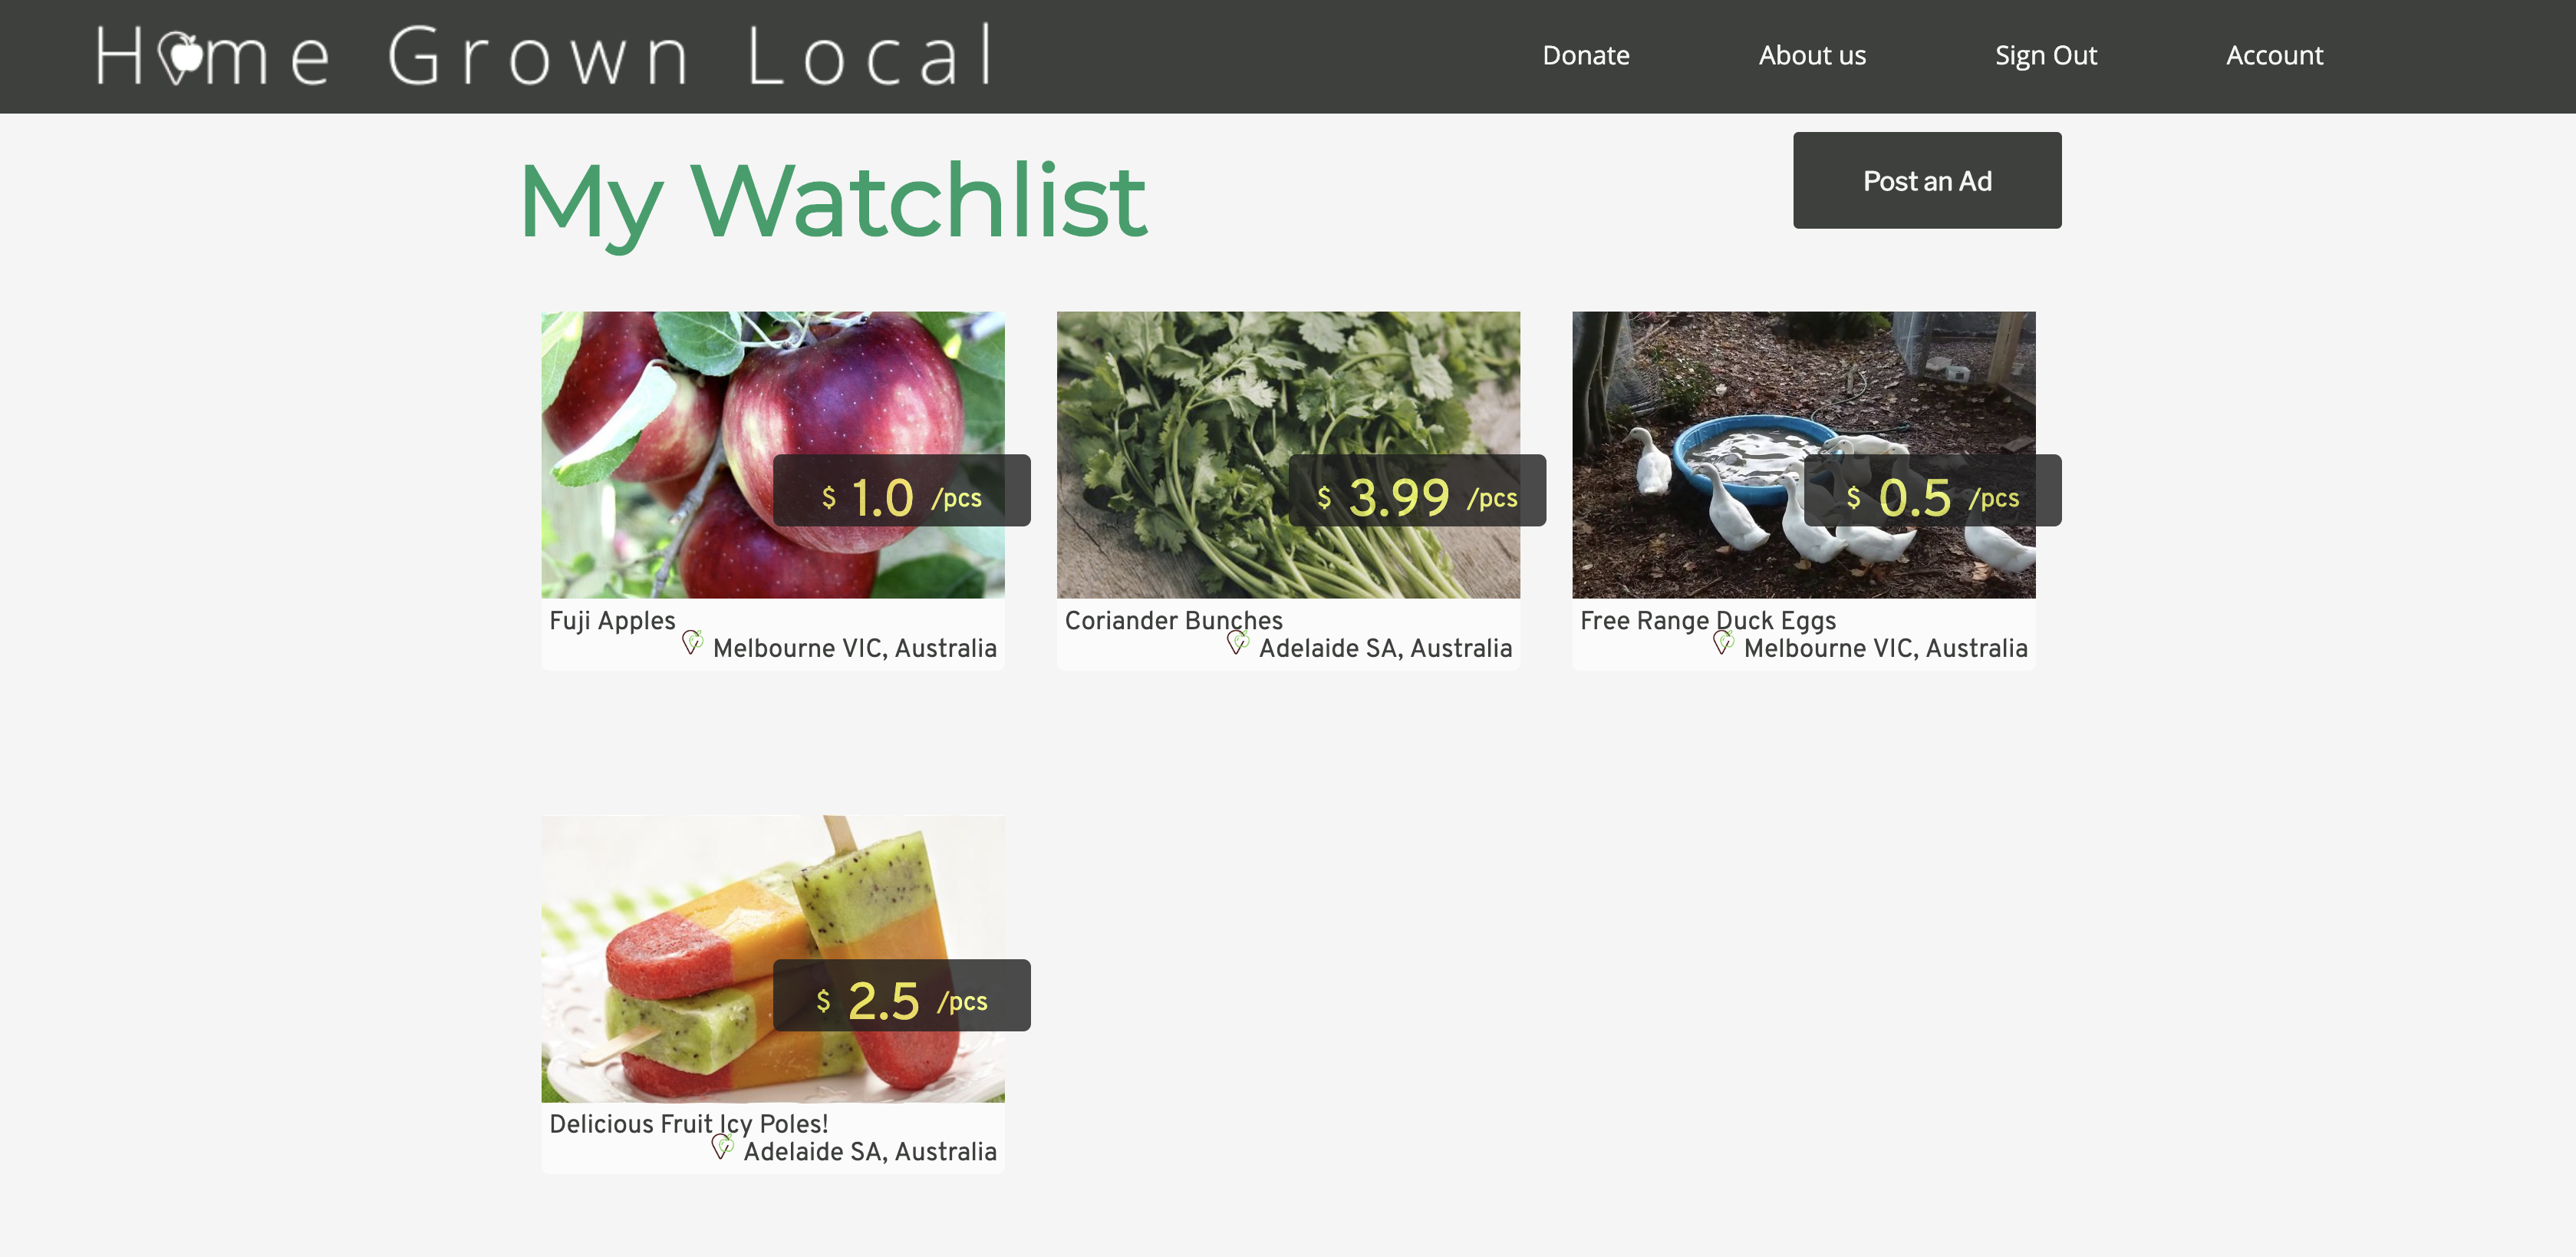 Home Grown Local
Donate
About us
Sign Out
Account
My Watchlist
Post an Ad
$ 1.0 /pcs
Fuji Apples
Melbourne VIC, Australia
$ 3.99 /pcs
Coriander Bunches
Adelaide SA, Australia
$ 0.5 /pcs
Free Range Duck Eggs
Melbourne VIC, Australia
$ 2.5 /pcs
Delicious Fruit Icy Poles!
Adelaide SA, Australia